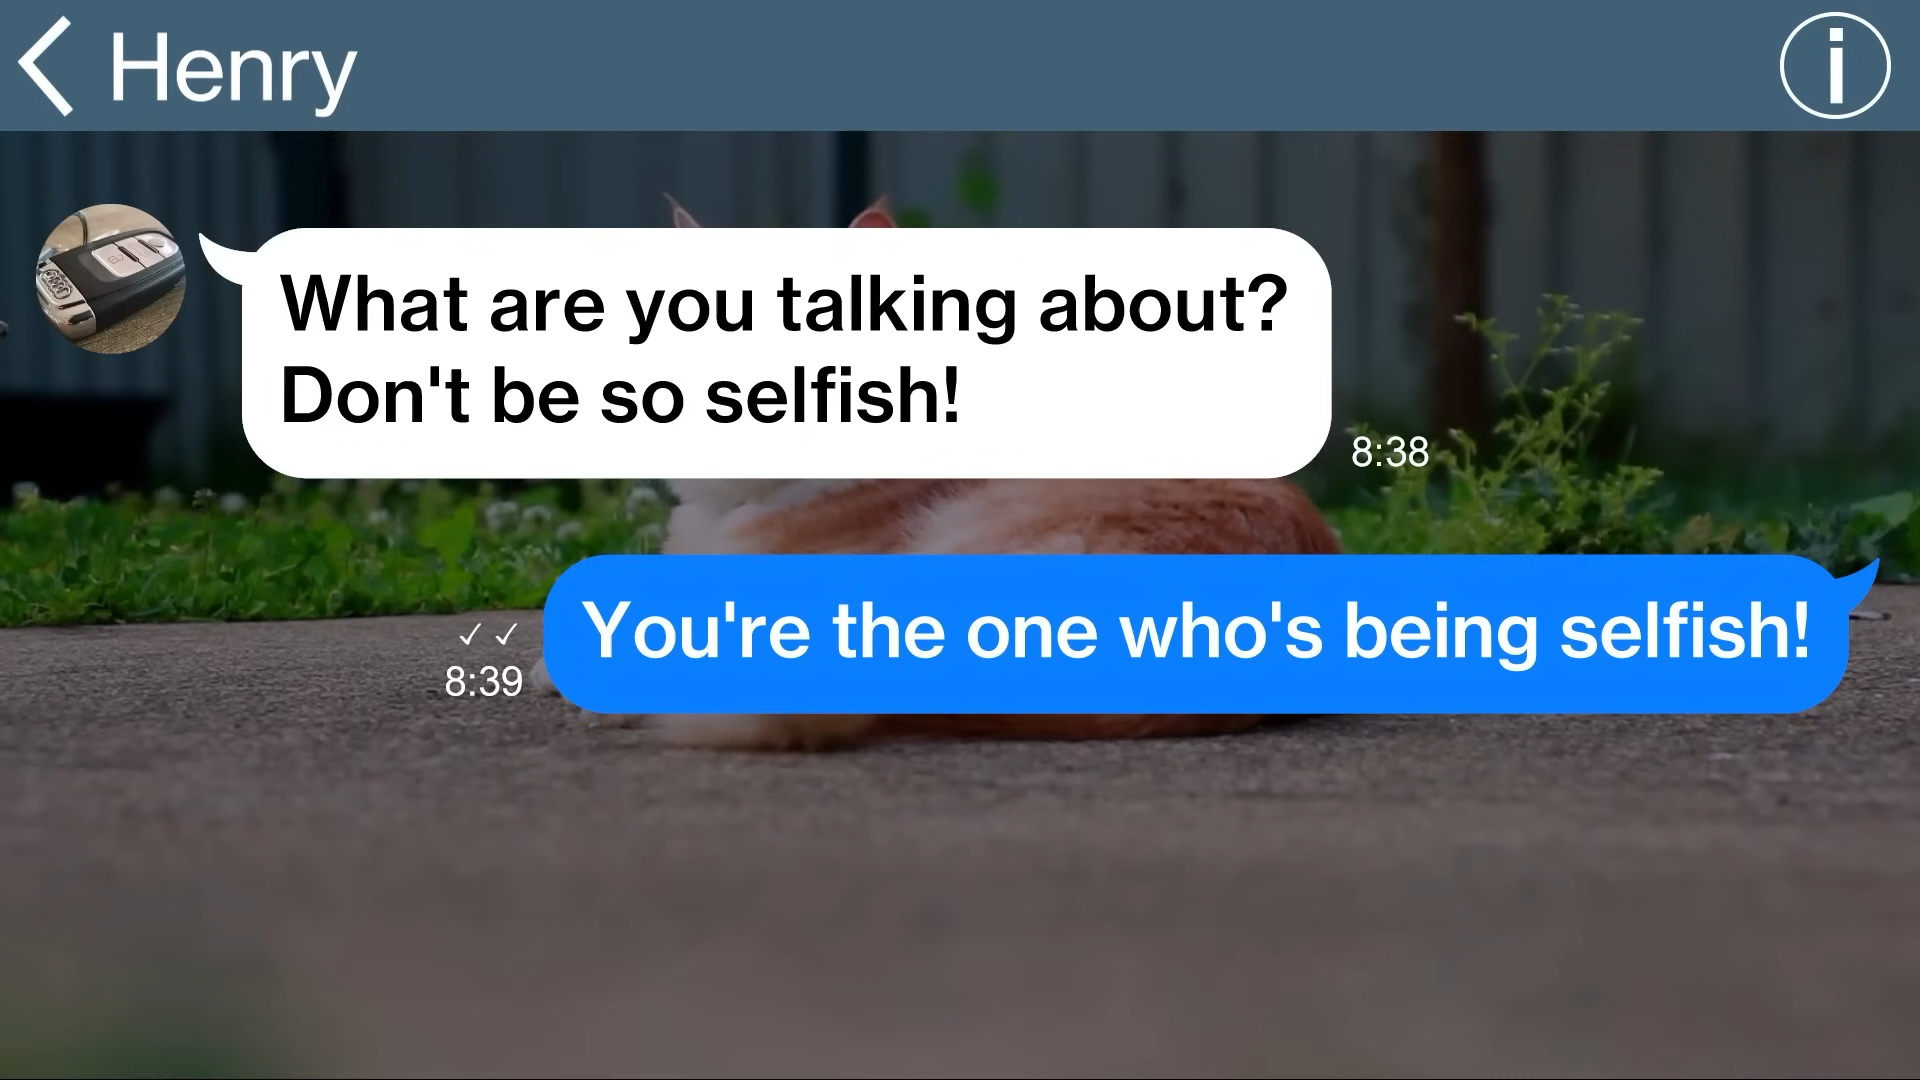 Henry
What are you talking about?
Don't be so selfish!
8:38
You're the one who's being selfish!
✓✓
8:39